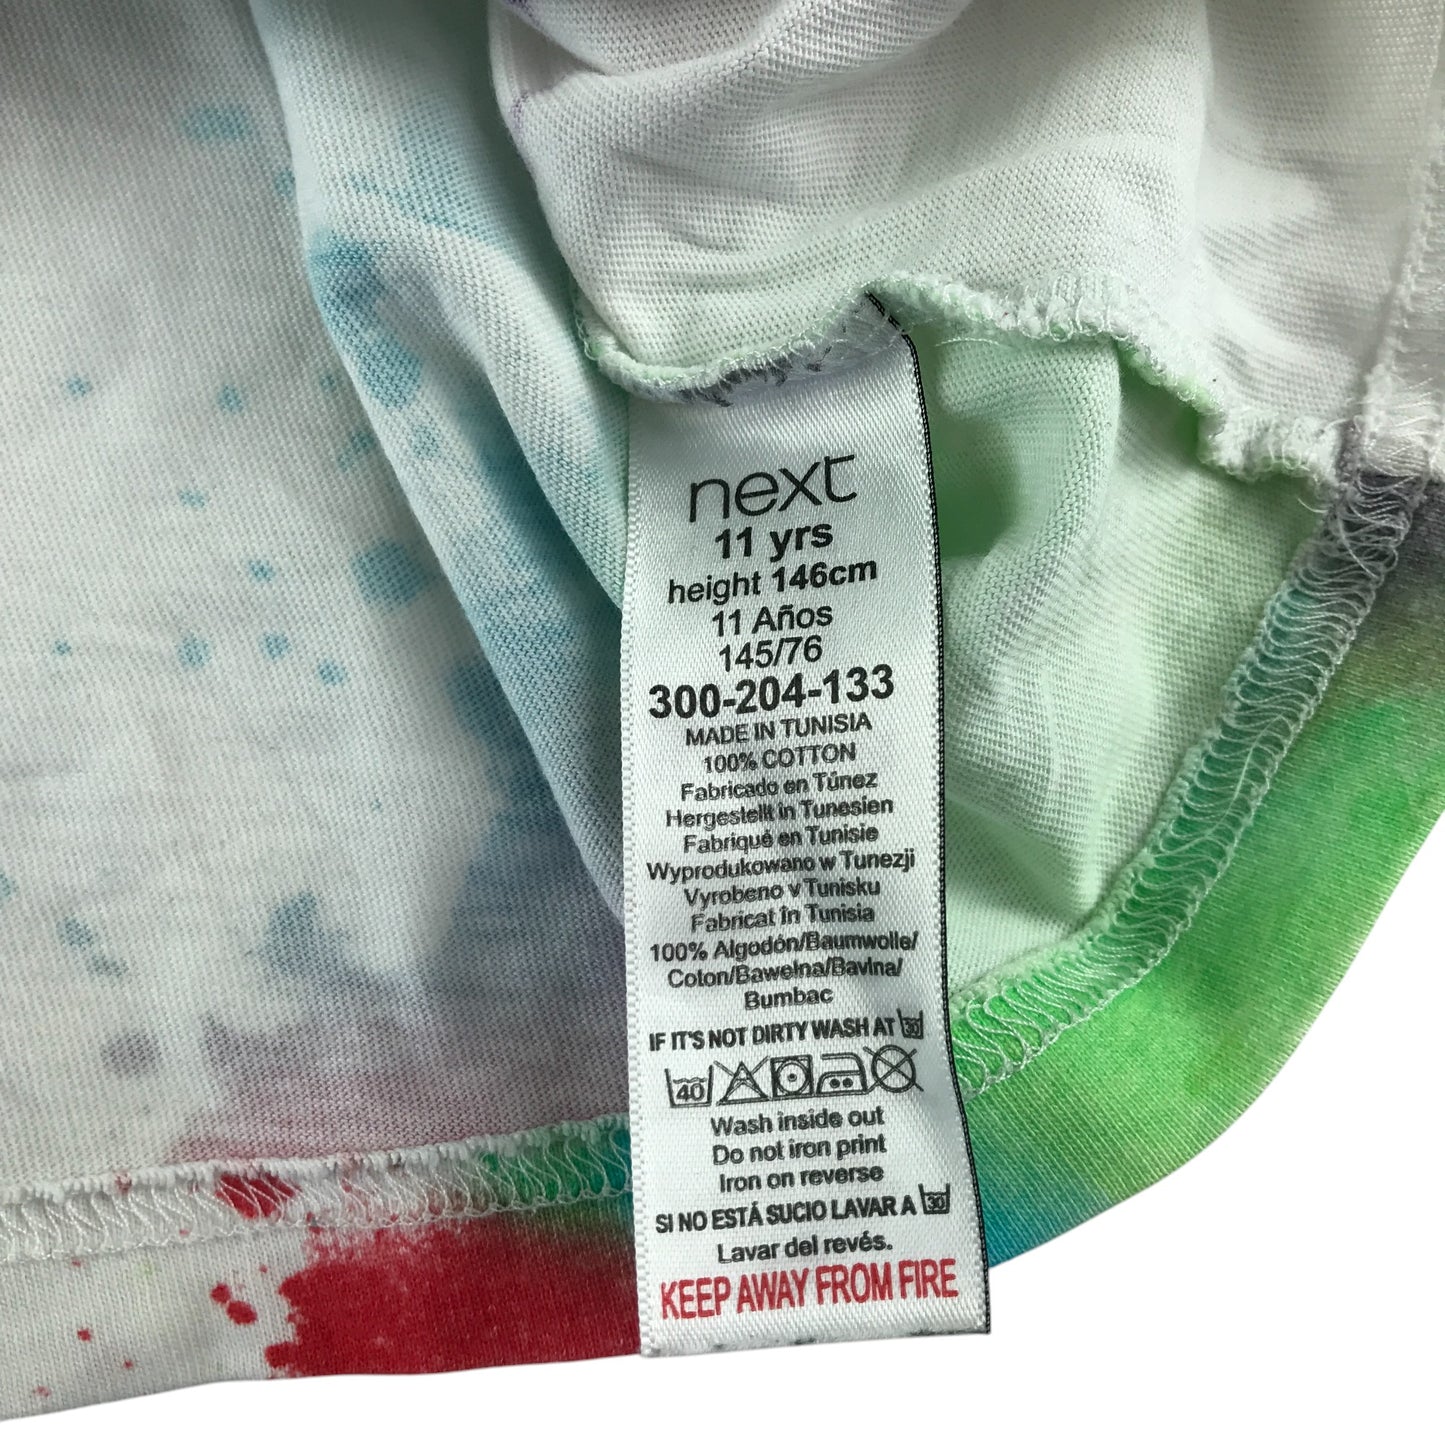 next
11 yrs
height 146cm
11 Años
145/76
300-204-133
MADE IN TUNISIA
100% COTTON
Fabricado en Túnez
Hergestellt in Tunesien
Fabriqué en Tunisie
Wyprodukowano w Tunezji
Vyrobeno v Tunisku
Fabricat în Tunisia
100% Algodón/Baumwolle/
Coton/Bawełna/Bavlna/
Bumbac
IF IT'S NOT DIRTY WASH AT 30
40
Wash inside out
Do not iron print
Iron on reverse
SI NO ESTÁ SUCIO LAVAR A 30
Lavar del revés.
KEEP AWAY FROM FIRE